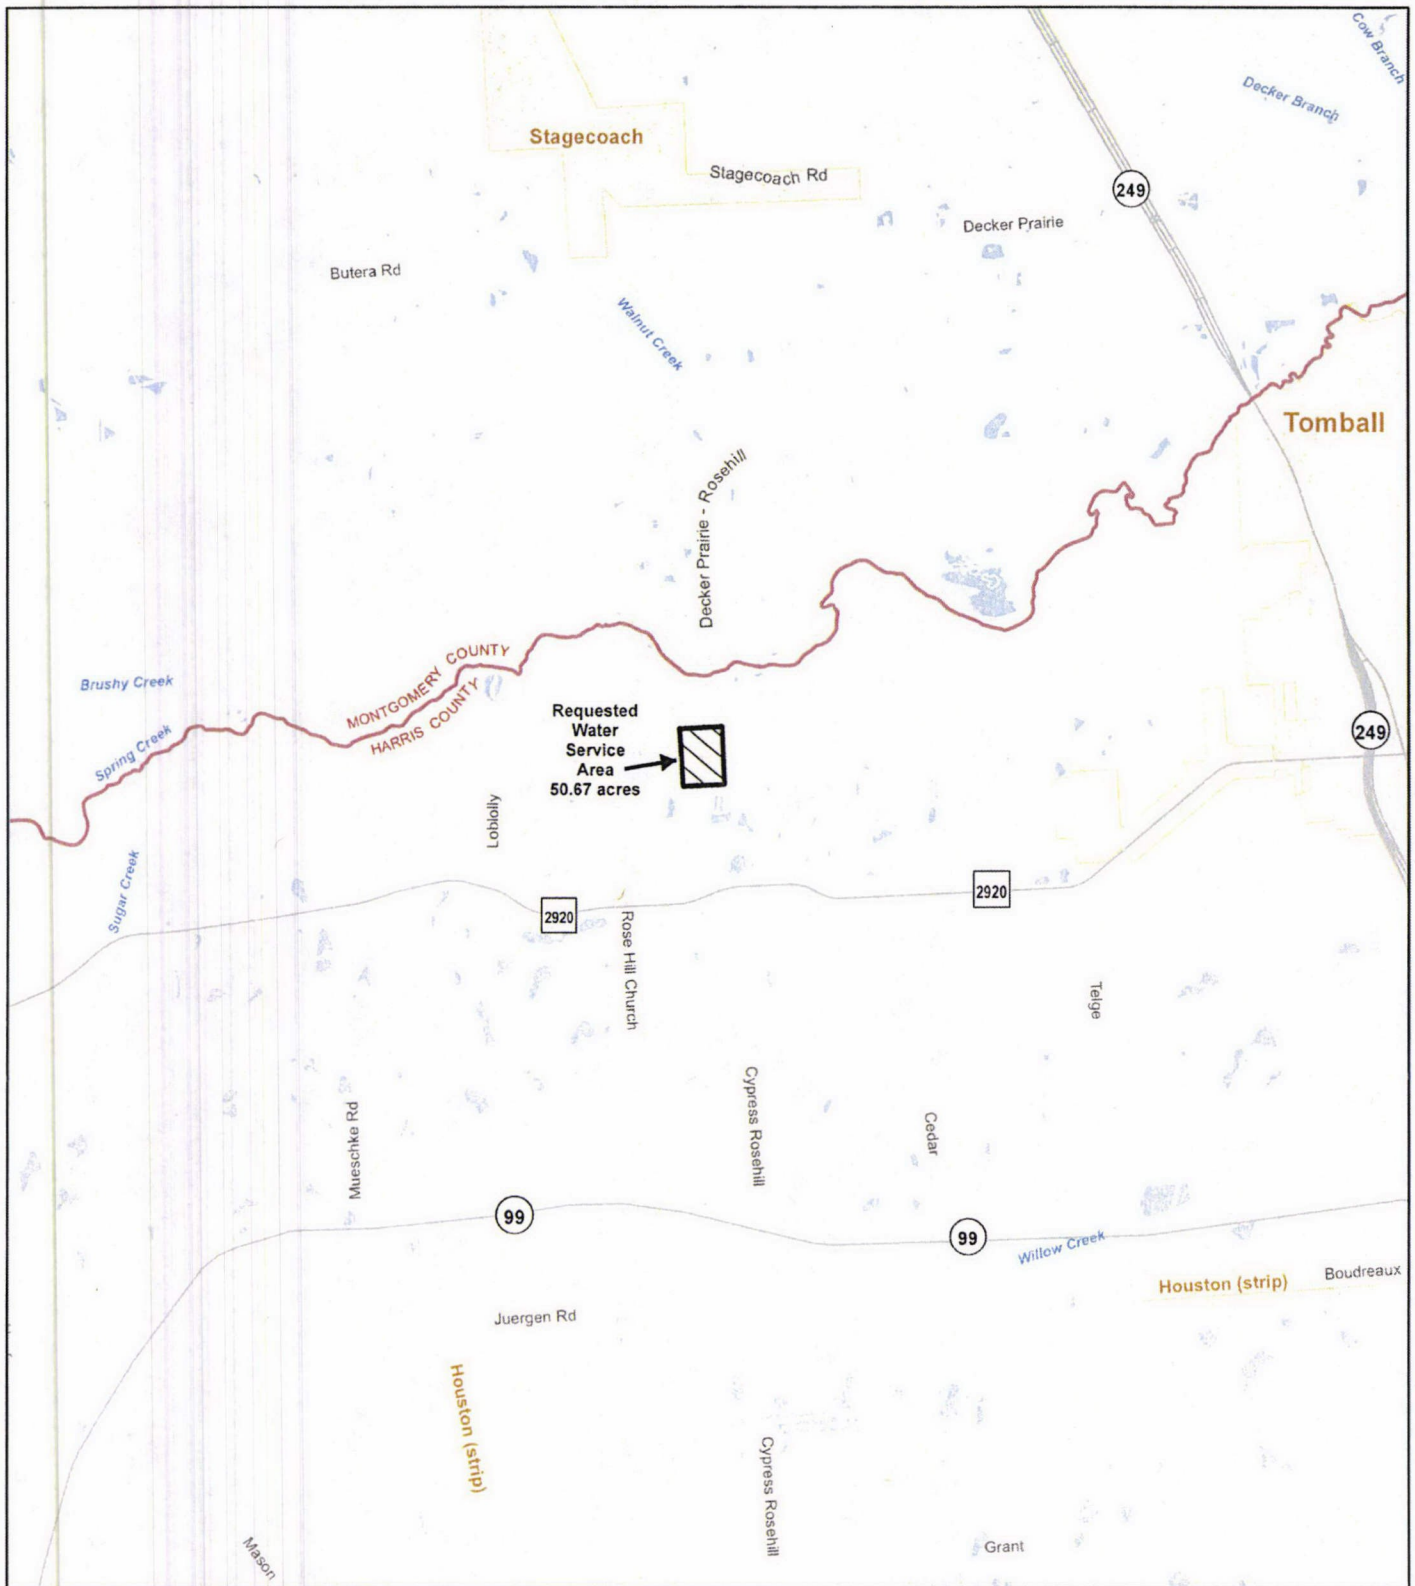 Cow Branch
Decker Branch
Stagecoach
Stagecoach Rd
249
Decker Prairie
Butera Rd
Walnut Creek
Tomball
Decker Prairie - Rosehill
MONTGOMERY COUNTY
HARRIS COUNTY
Brushy Creek
Spring Creek
Requested
Water
Service
Area
50.67 acres
249
Loblolly
Sugar Creek
2920
2920
Rose Hill Church
Telge
Mueschke Rd
Cypress Rosehill
Cedar
99
99
Willow Creek
Houston (strip)
Boudreaux
Juergen Rd
Houston (strip)
Cypress Rosehill
Mason
Grant